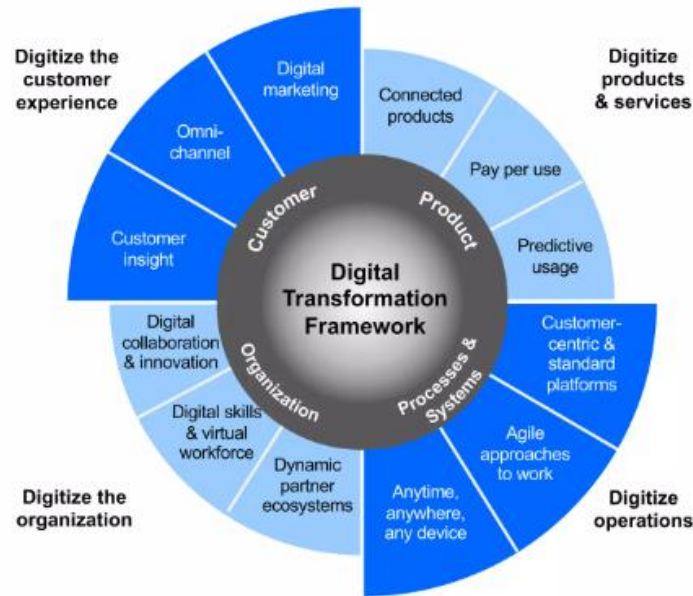 Digitize the
customer
experience
Digital
marketing
Omni-
channel
Customer
insight
Customer
Digitize
products
& services
Connected
products
Pay per use
Predictive
usage
Product
Digital
Transformation
Framework
Organization
Digital
collaboration
& innovation
Digital skills
& virtual
workforce
Dynamic
partner
ecosystems
Digitize the
organization
Processes &
Systems
Customer-
centric &
standard
platforms
Agile
approaches
to work
Anytime,
anywhere,
any device
Digitize
operations